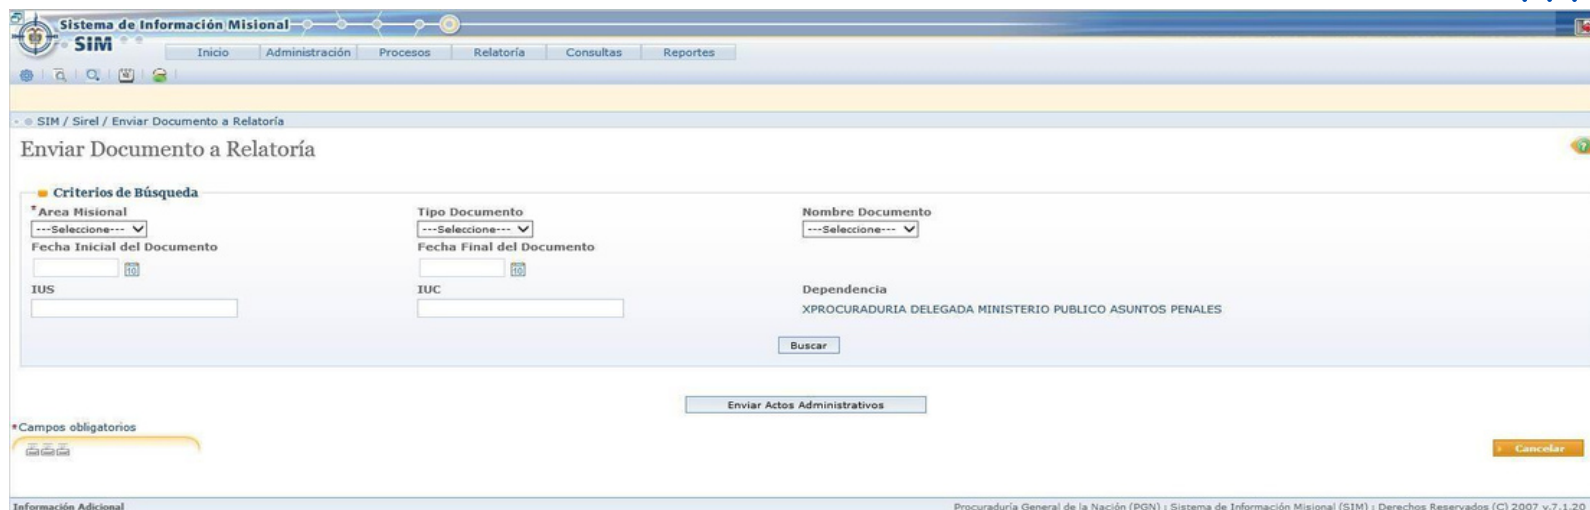 Sistema de Información Misional
SIM
Inicio Administración Procesos Relatoría Consultas Reportes
SIM / Sirel / Enviar Documento a Relatoría
Enviar Documento a Relatoría
Criterios de Búsqueda
*Area Misional Tipo Documento Nombre Documento
---Seleccione--- ---Seleccione--- ---Seleccione---
Fecha Inicial del Documento Fecha Final del Documento
10 10
IUS IUC Dependencia
XPROCURADURIA DELEGADA MINISTERIO PUBLICO ASUNTOS PENALES
Buscar
Enviar Actos Administrativos
*Campos obligatorios
Cancelar
Información Adicional Procuraduría General de la Nación (PGN) : Sistema de Información Misional (SIM) : Derechos Reservados (C) 2007 v.7.1.20